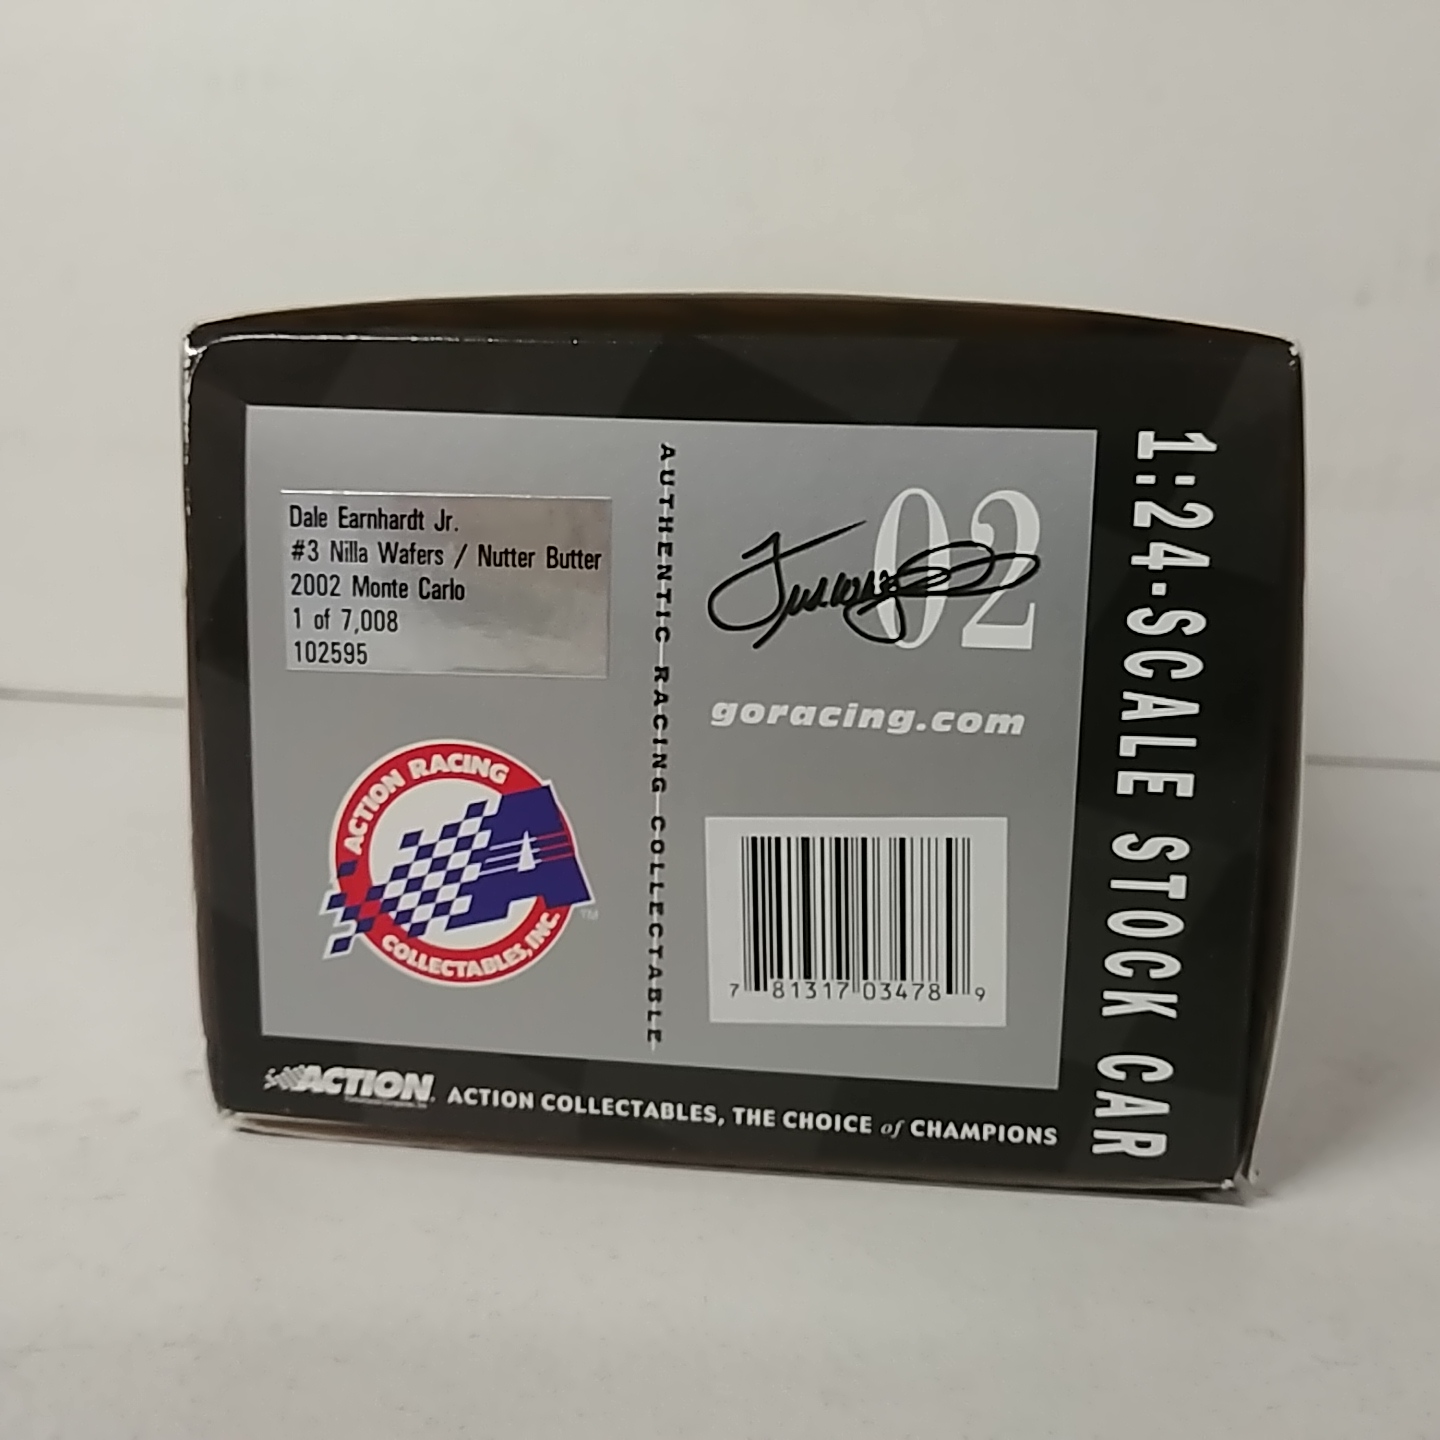 Dale Earnhardt Jr.
#3 Nilla Wafers / Nutter Butter
2002 Monte Carlo
1 of 7,008
102595
ACTION RACING
COLLECTABLES, INC.
A
TM
AUTHENTIC RACING COLLECTABLE
02
goracing.com
7 81317 03478 9
1:24-SCALE STOCK CAR
ACTION
ACTION COLLECTABLES, THE CHOICE of CHAMPIONS